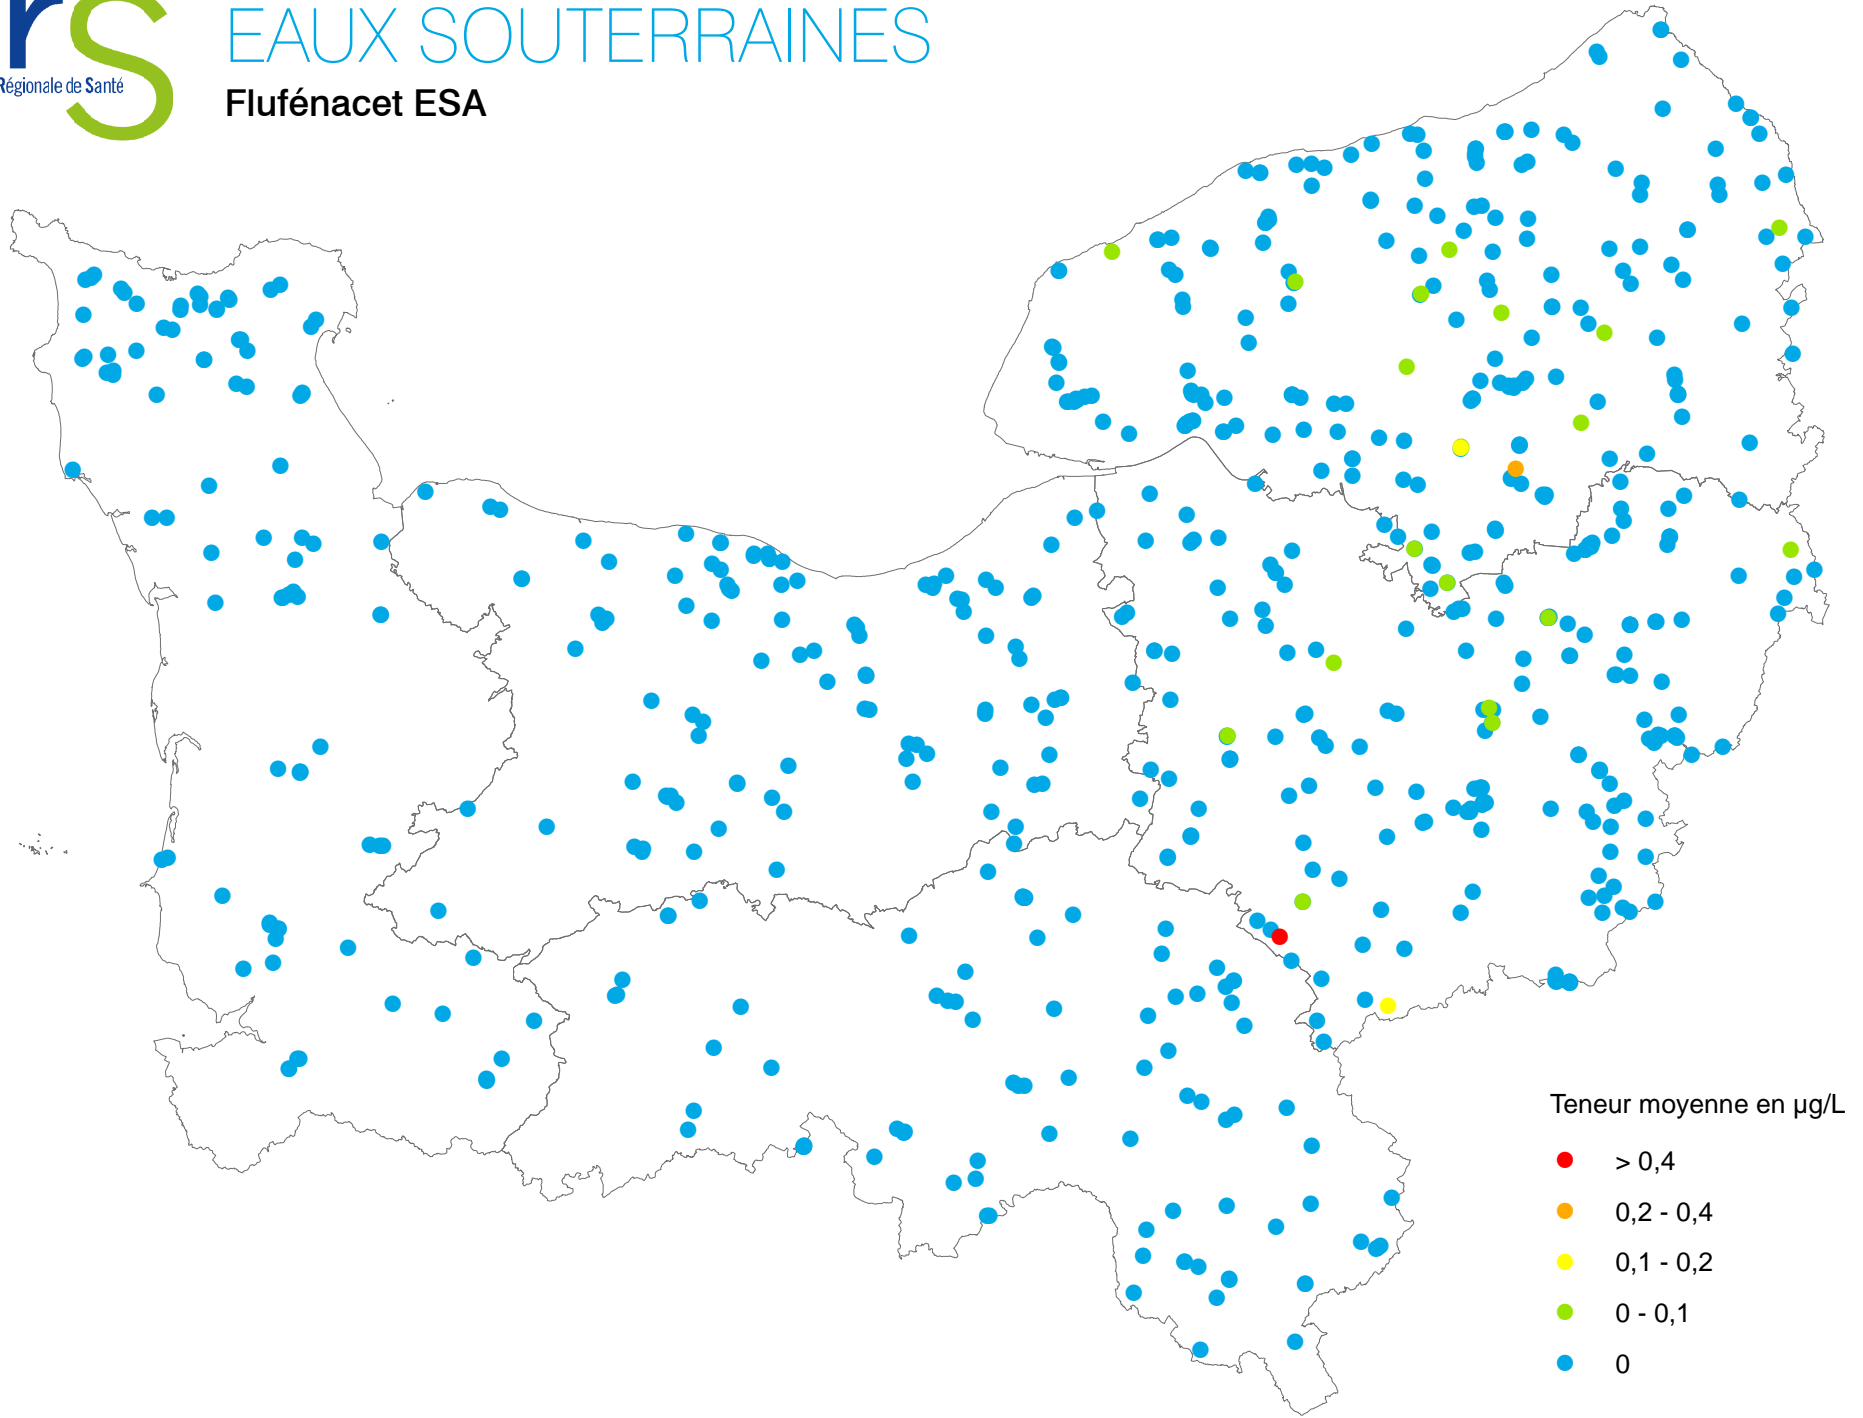 rs
EAUX SOUTERRAINES
Régionale de Santé
Flufénacet ESA
Teneur moyenne en µg/L
> 0,4
0,2 - 0,4
0,1 - 0,2
0 - 0,1
0